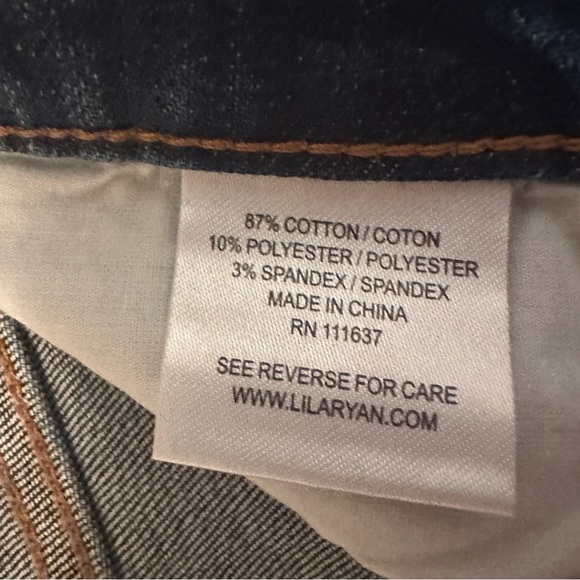 87% COTTON / COTON
10% POLYESTER / POLYESTER
3% SPANDEX / SPANDEX
MADE IN CHINA
RN 111637
SEE REVERSE FOR CARE
WWW.LILARYAN.COM